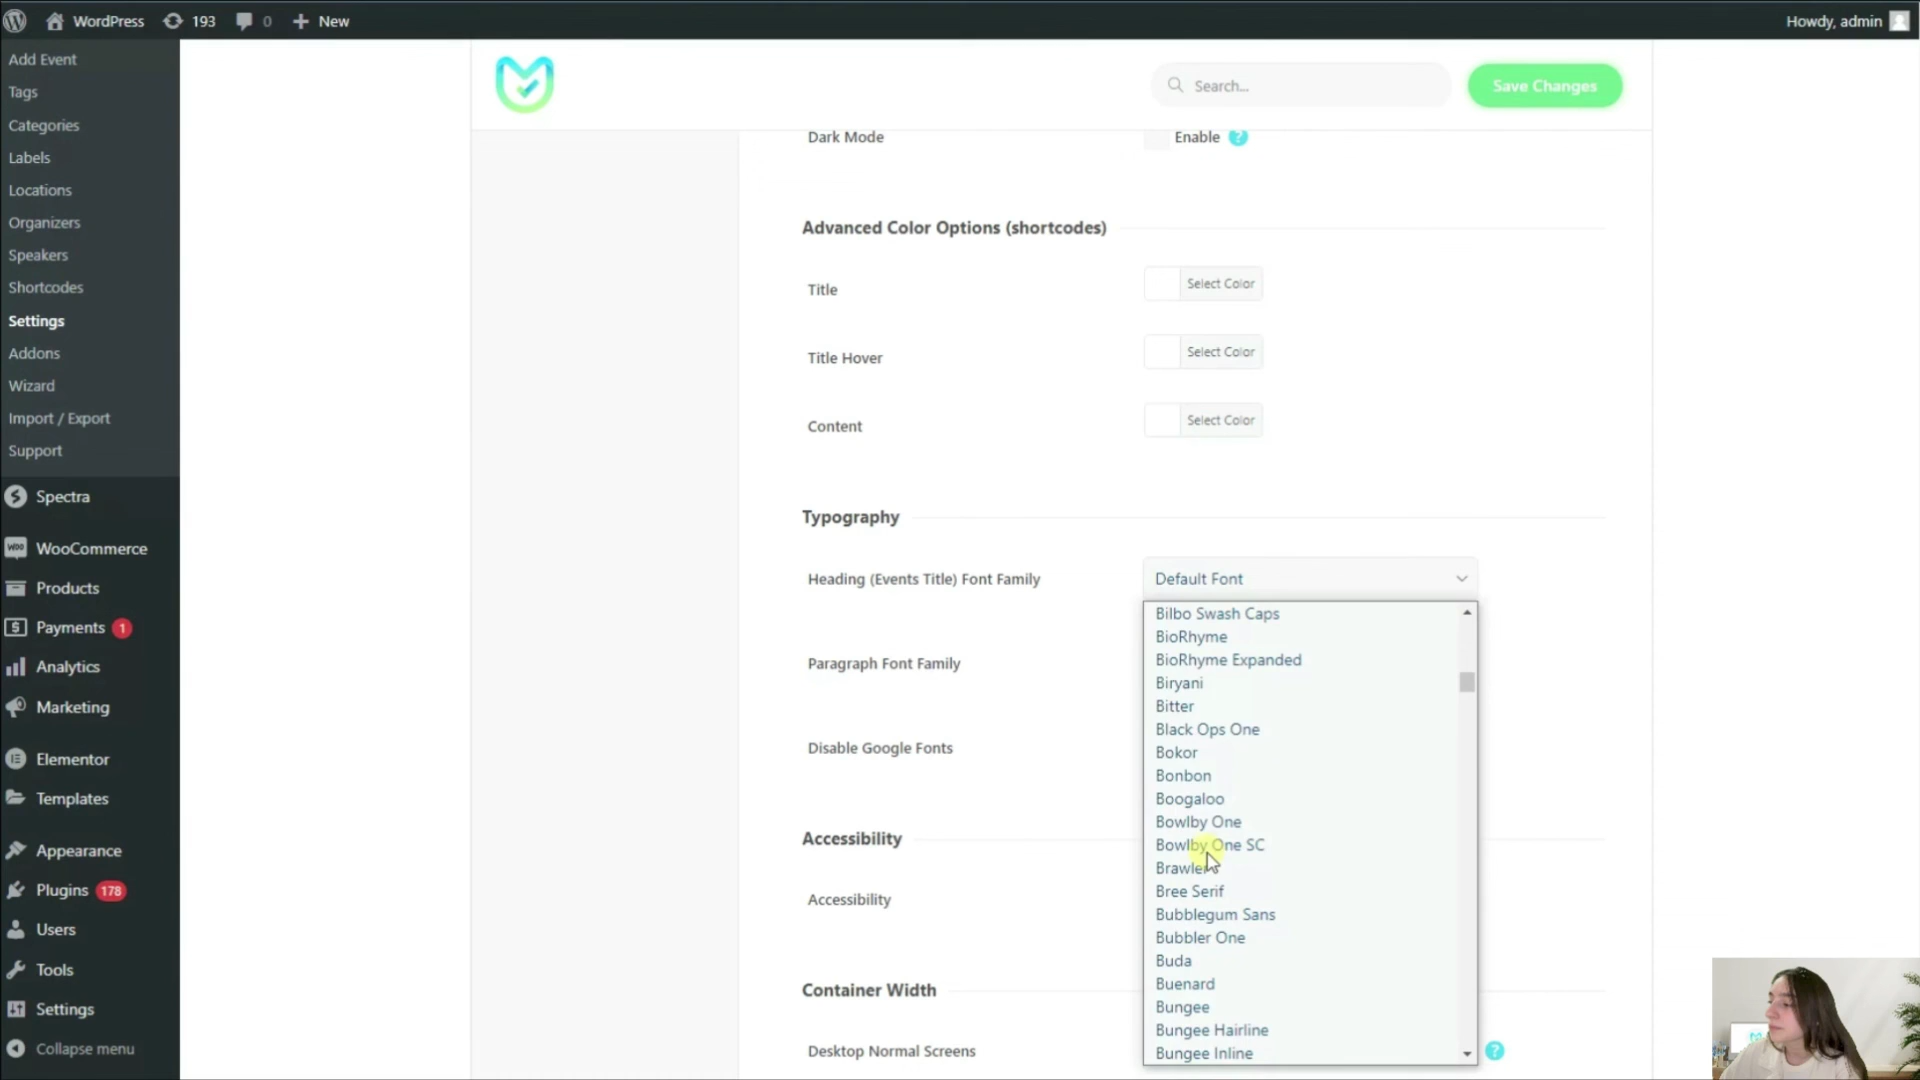 WordPress 193 0 New Howdy, admin
Add Event
Tags
Categories
Labels
Locations
Organizers
Speakers
Shortcodes
Settings
Addons
Wizard
Import / Export
Support
Spectra
WooCommerce
Products
Payments 1
Analytics
Marketing
Elementor
Templates
Appearance
Plugins 178
Users
Tools
Settings
Collapse menu
Search...
Save Changes
Dark Mode
Enable ?
Advanced Color Options (shortcodes)
Title
Select Color
Title Hover
Select Color
Content
Select Color
Typography
Heading (Events Title) Font Family
Default Font
Bilbo Swash Caps
BioRhyme
BioRhyme Expanded
Biryani
Bitter
Black Ops One
Bokor
Bonbon
Boogaloo
Bowlby One
Bowlby One SC
Brawler
Bree Serif
Bubblegum Sans
Bubbler One
Buda
Buenard
Bungee
Bungee Hairline
Bungee Inline
Paragraph Font Family
Disable Google Fonts
Accessibility
Accessibility
Container Width
Desktop Normal Screens
?